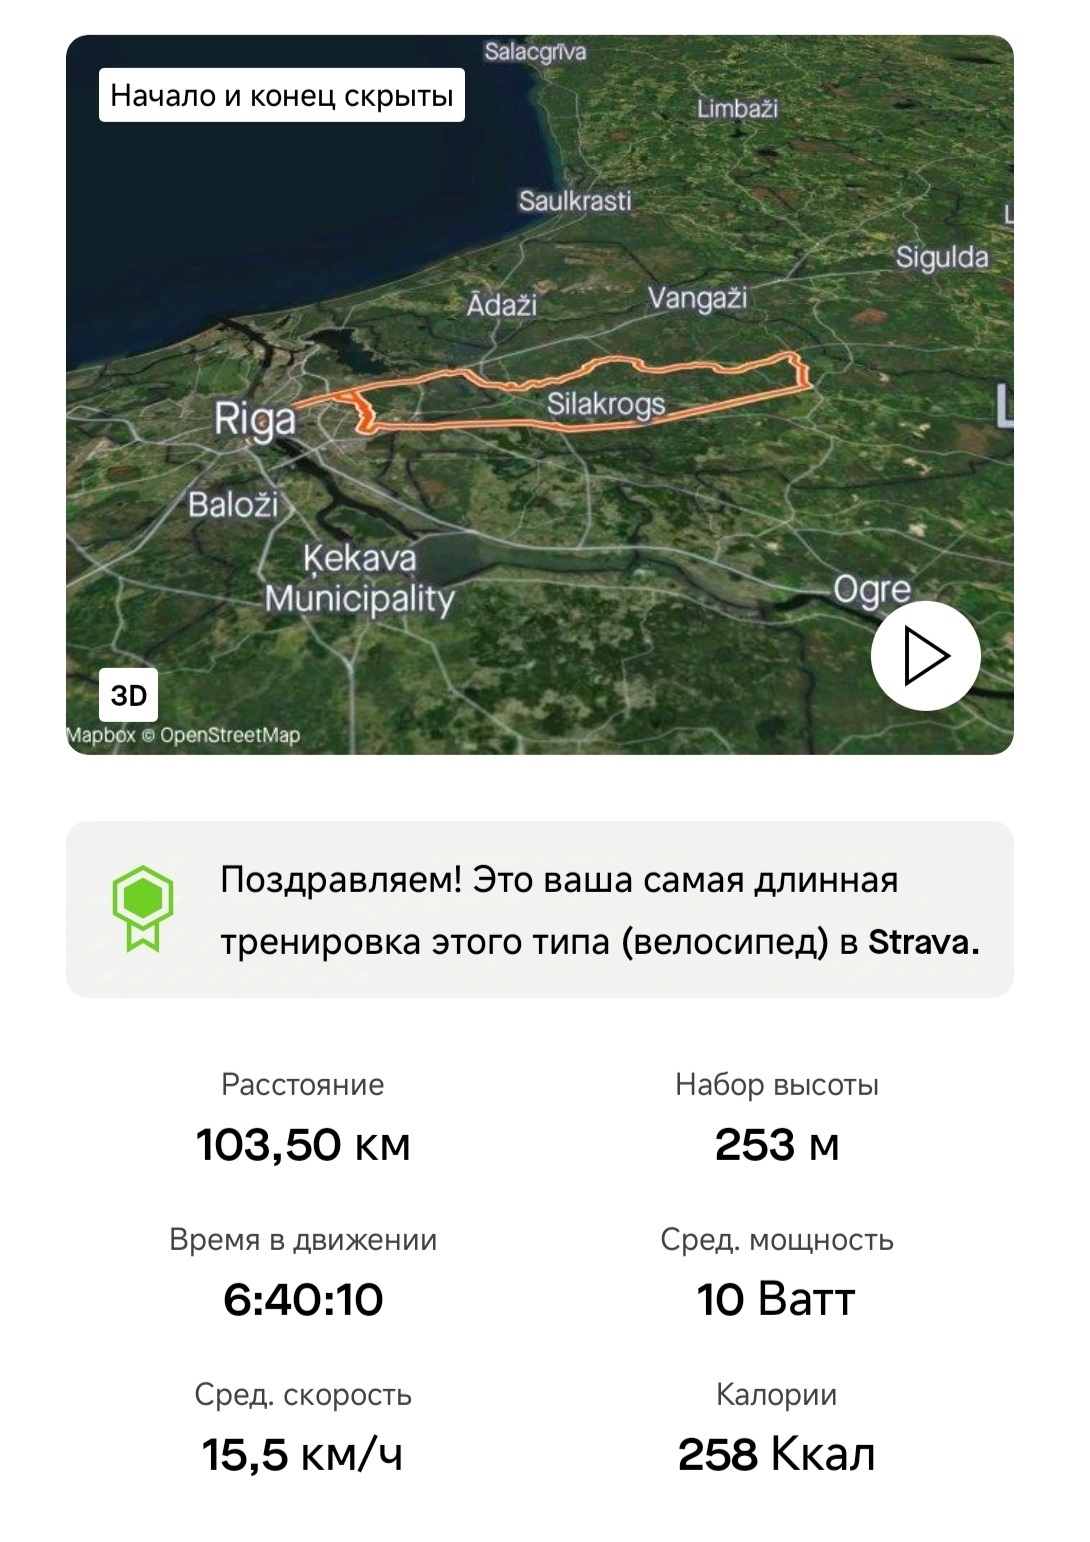 Salacgrīva
Начало и конец скрыты
Limbaži
Saulkrasti
L
Sigulda
Vangaži
Ādaži
Silakrogs
L
Riga
Baloži
Ķekava
Municipality
Ogre
3D
Mapbox © OpenStreetMap
Поздравляем! Это ваша самая длинная
тренировка этого типа (велосипед) в Strava.
Расстояние
103,50 км
Набор высоты
253 м
Время в движении
6:40:10
Сред. мощность
10 Ватт
Сред. скорость
15,5 км/ч
Калории
258 Ккал